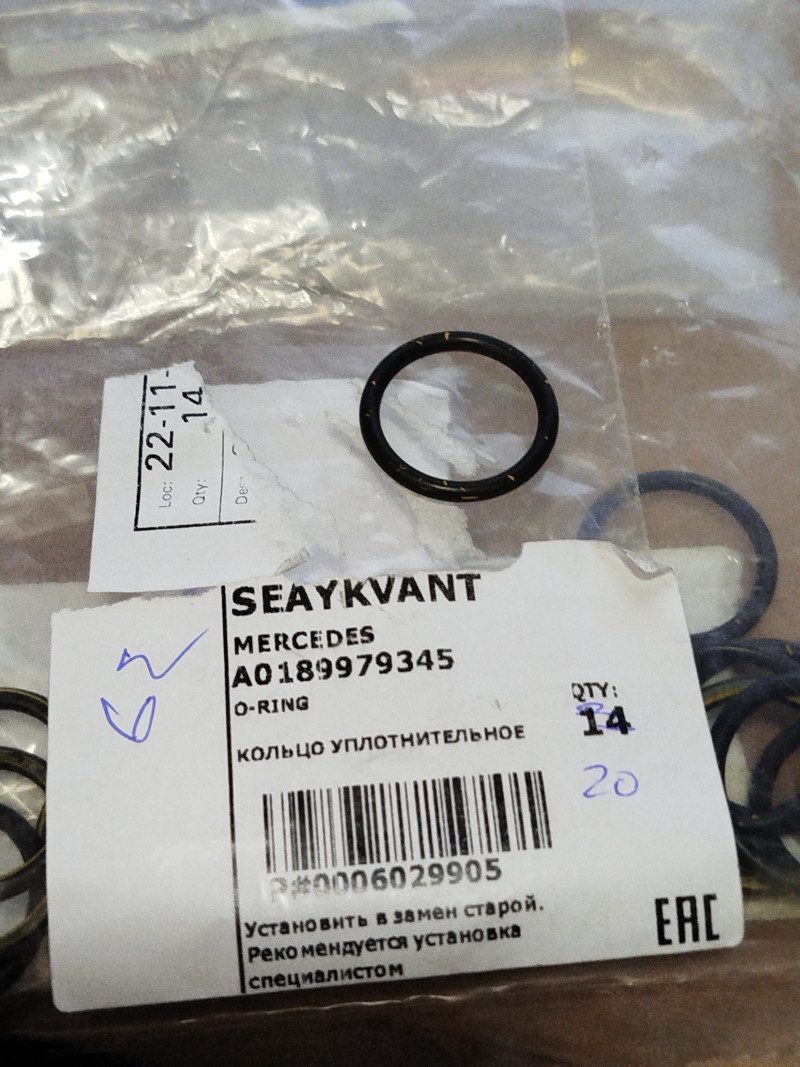 Loc: 22-11-
Qty: 14
SEAYKVANT
MERCEDES
A0189979345
O-RING
QTY:
14
КОЛЬЦО УПЛОТНИТЕЛЬНОЕ
20
62
P#0006029905
Установить в замен старой.
Рекомендуется установка
специалистом
EAC